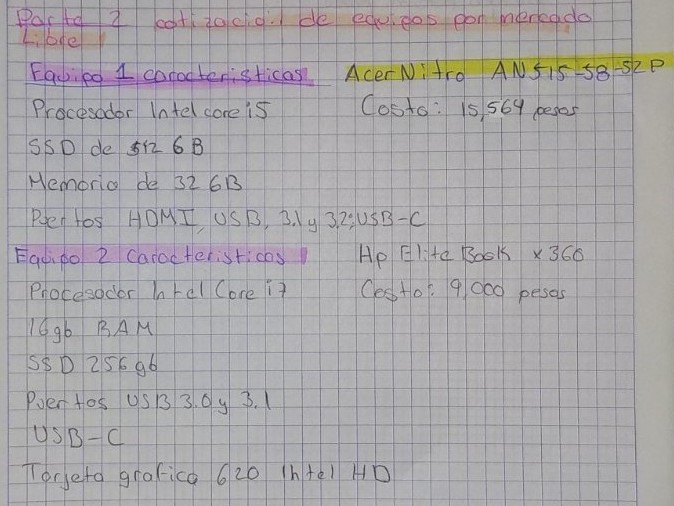 Parte 2 cotización de equipos por mercado
Libre
Equipo 1 caracteristicas Acer Nitro AN515-58-52P
Procesador Intel core i5 Costo: 15,564 pesos
SSD de 512 GB
Memoria de 32 GB
Puertos HDMI, USB, 3.1 y 3.2, USB-C
Equipo 2 Caracteristicas Hp Elite Book x360
Procesador Intel Core i7 Costo: 9,000 pesos
16gb RAM
SSD 256 gb
Puertos USB 3.0 y 3.1
USB-C
Tarjeta grafica 620 Intel HD